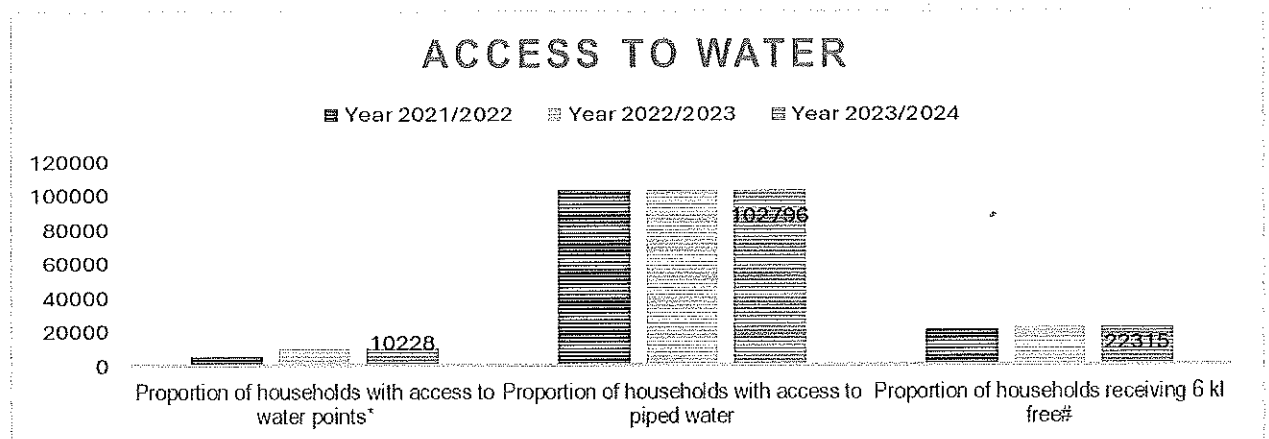 ACCESS TO WATER
Year 2021/2022 Year 2022/2023 Year 2023/2024
120000
100000
80000
60000
40000
20000
0
10228
102796
22315
Proportion of households with access to water points*
Proportion of households with access to piped water
Proportion of households receiving 6 kl free#